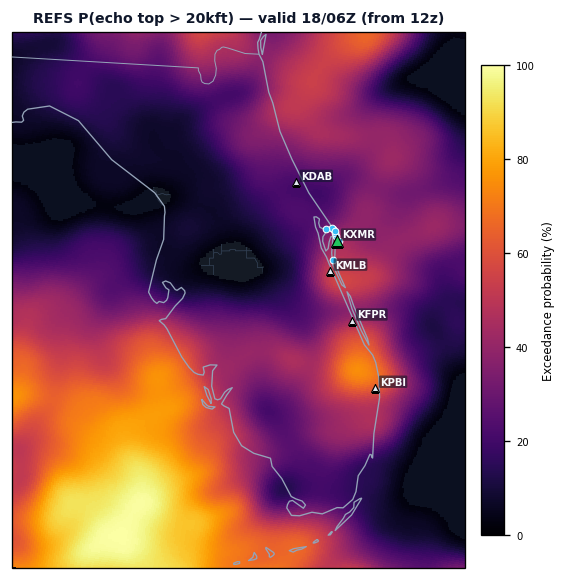 REFS P(echo top > 20kft) — valid 18/06Z (from 12z)
KDAB
KXMR
KMLB
KFPR
KPBI
100
80
60
40
20
0
Exceedance probability (%)